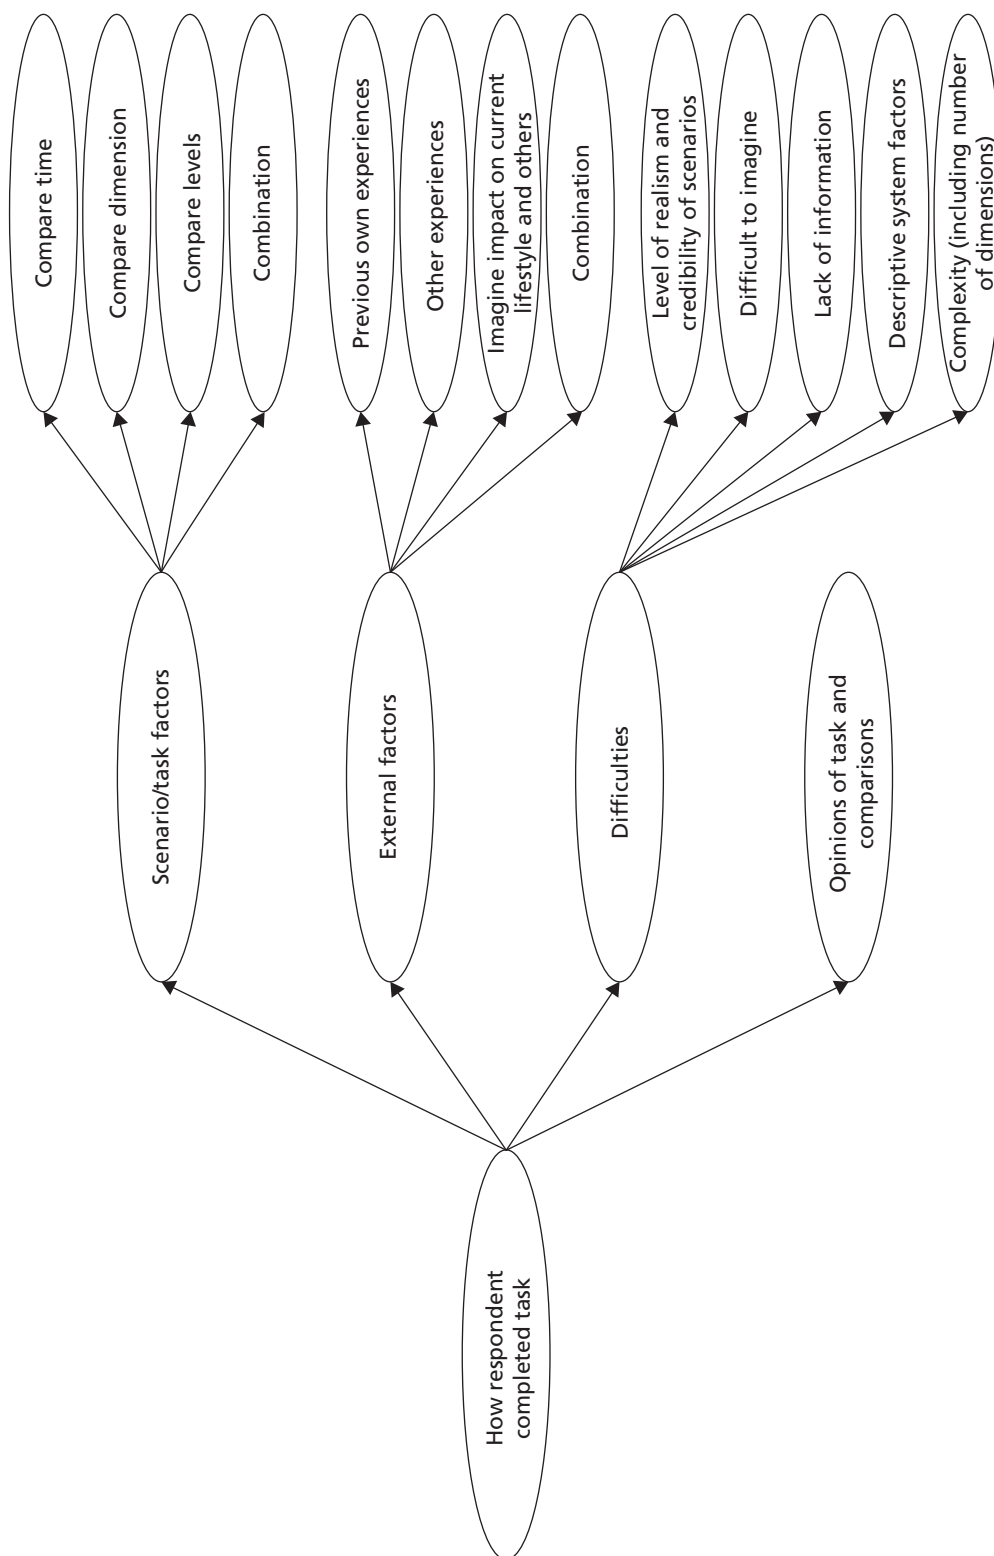 How respondent
completed task
Scenario/task factors
External factors
Difficulties
Opinions of task and
comparisons
Compare time
Compare dimension
Compare levels
Combination
Previous own experiences
Other experiences
Imagine impact on current
lifestyle and others
Combination
Level of realism and
credibility of scenarios
Difficult to imagine
Lack of information
Descriptive system factors
Complexity (including number
of dimensions)